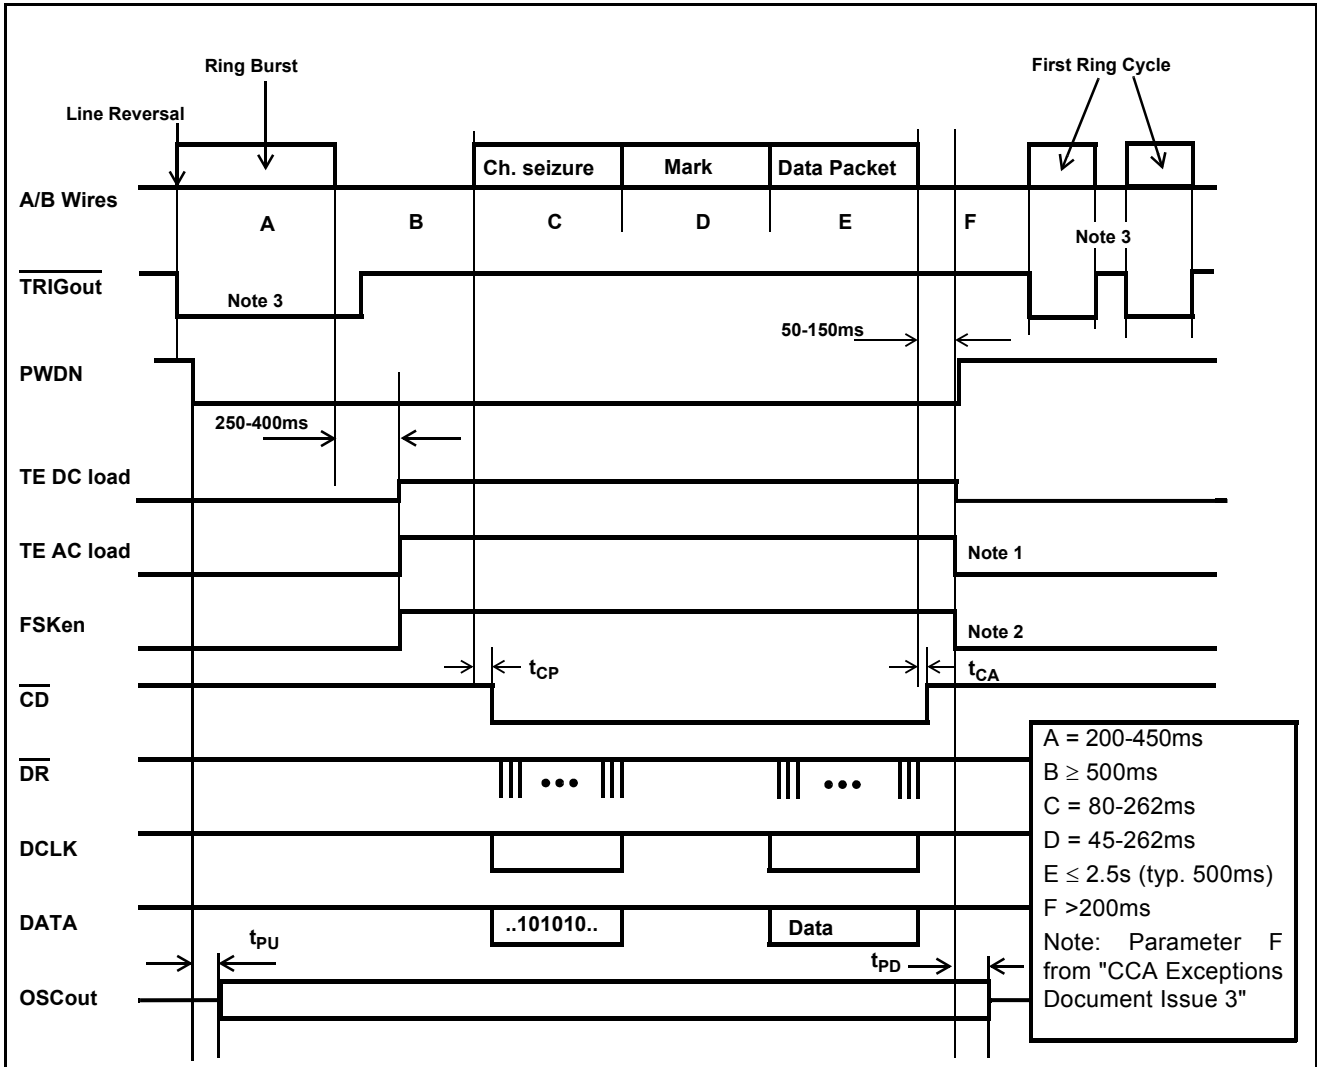 Ring Burst
First Ring Cycle
Line Reversal
Ch. seizure
Mark
Data Packet
A/B Wires
A
B
C
D
E
F
Note 3
TRIGout
Note 3
50-150ms
PWDN
250-400ms
TE DC load
TE AC load
Note 1
FSKen
Note 2
tCP
tCA
CD
DR
•••
•••
DCLK
DATA
..101010..
Data
tPU
tPD
OSCout
A = 200-450ms
B ≥ 500ms
C = 80-262ms
D = 45-262ms
E ≤ 2.5s (typ. 500ms)
F >200ms
Note: Parameter F
from "CCA Exceptions
Document Issue 3"